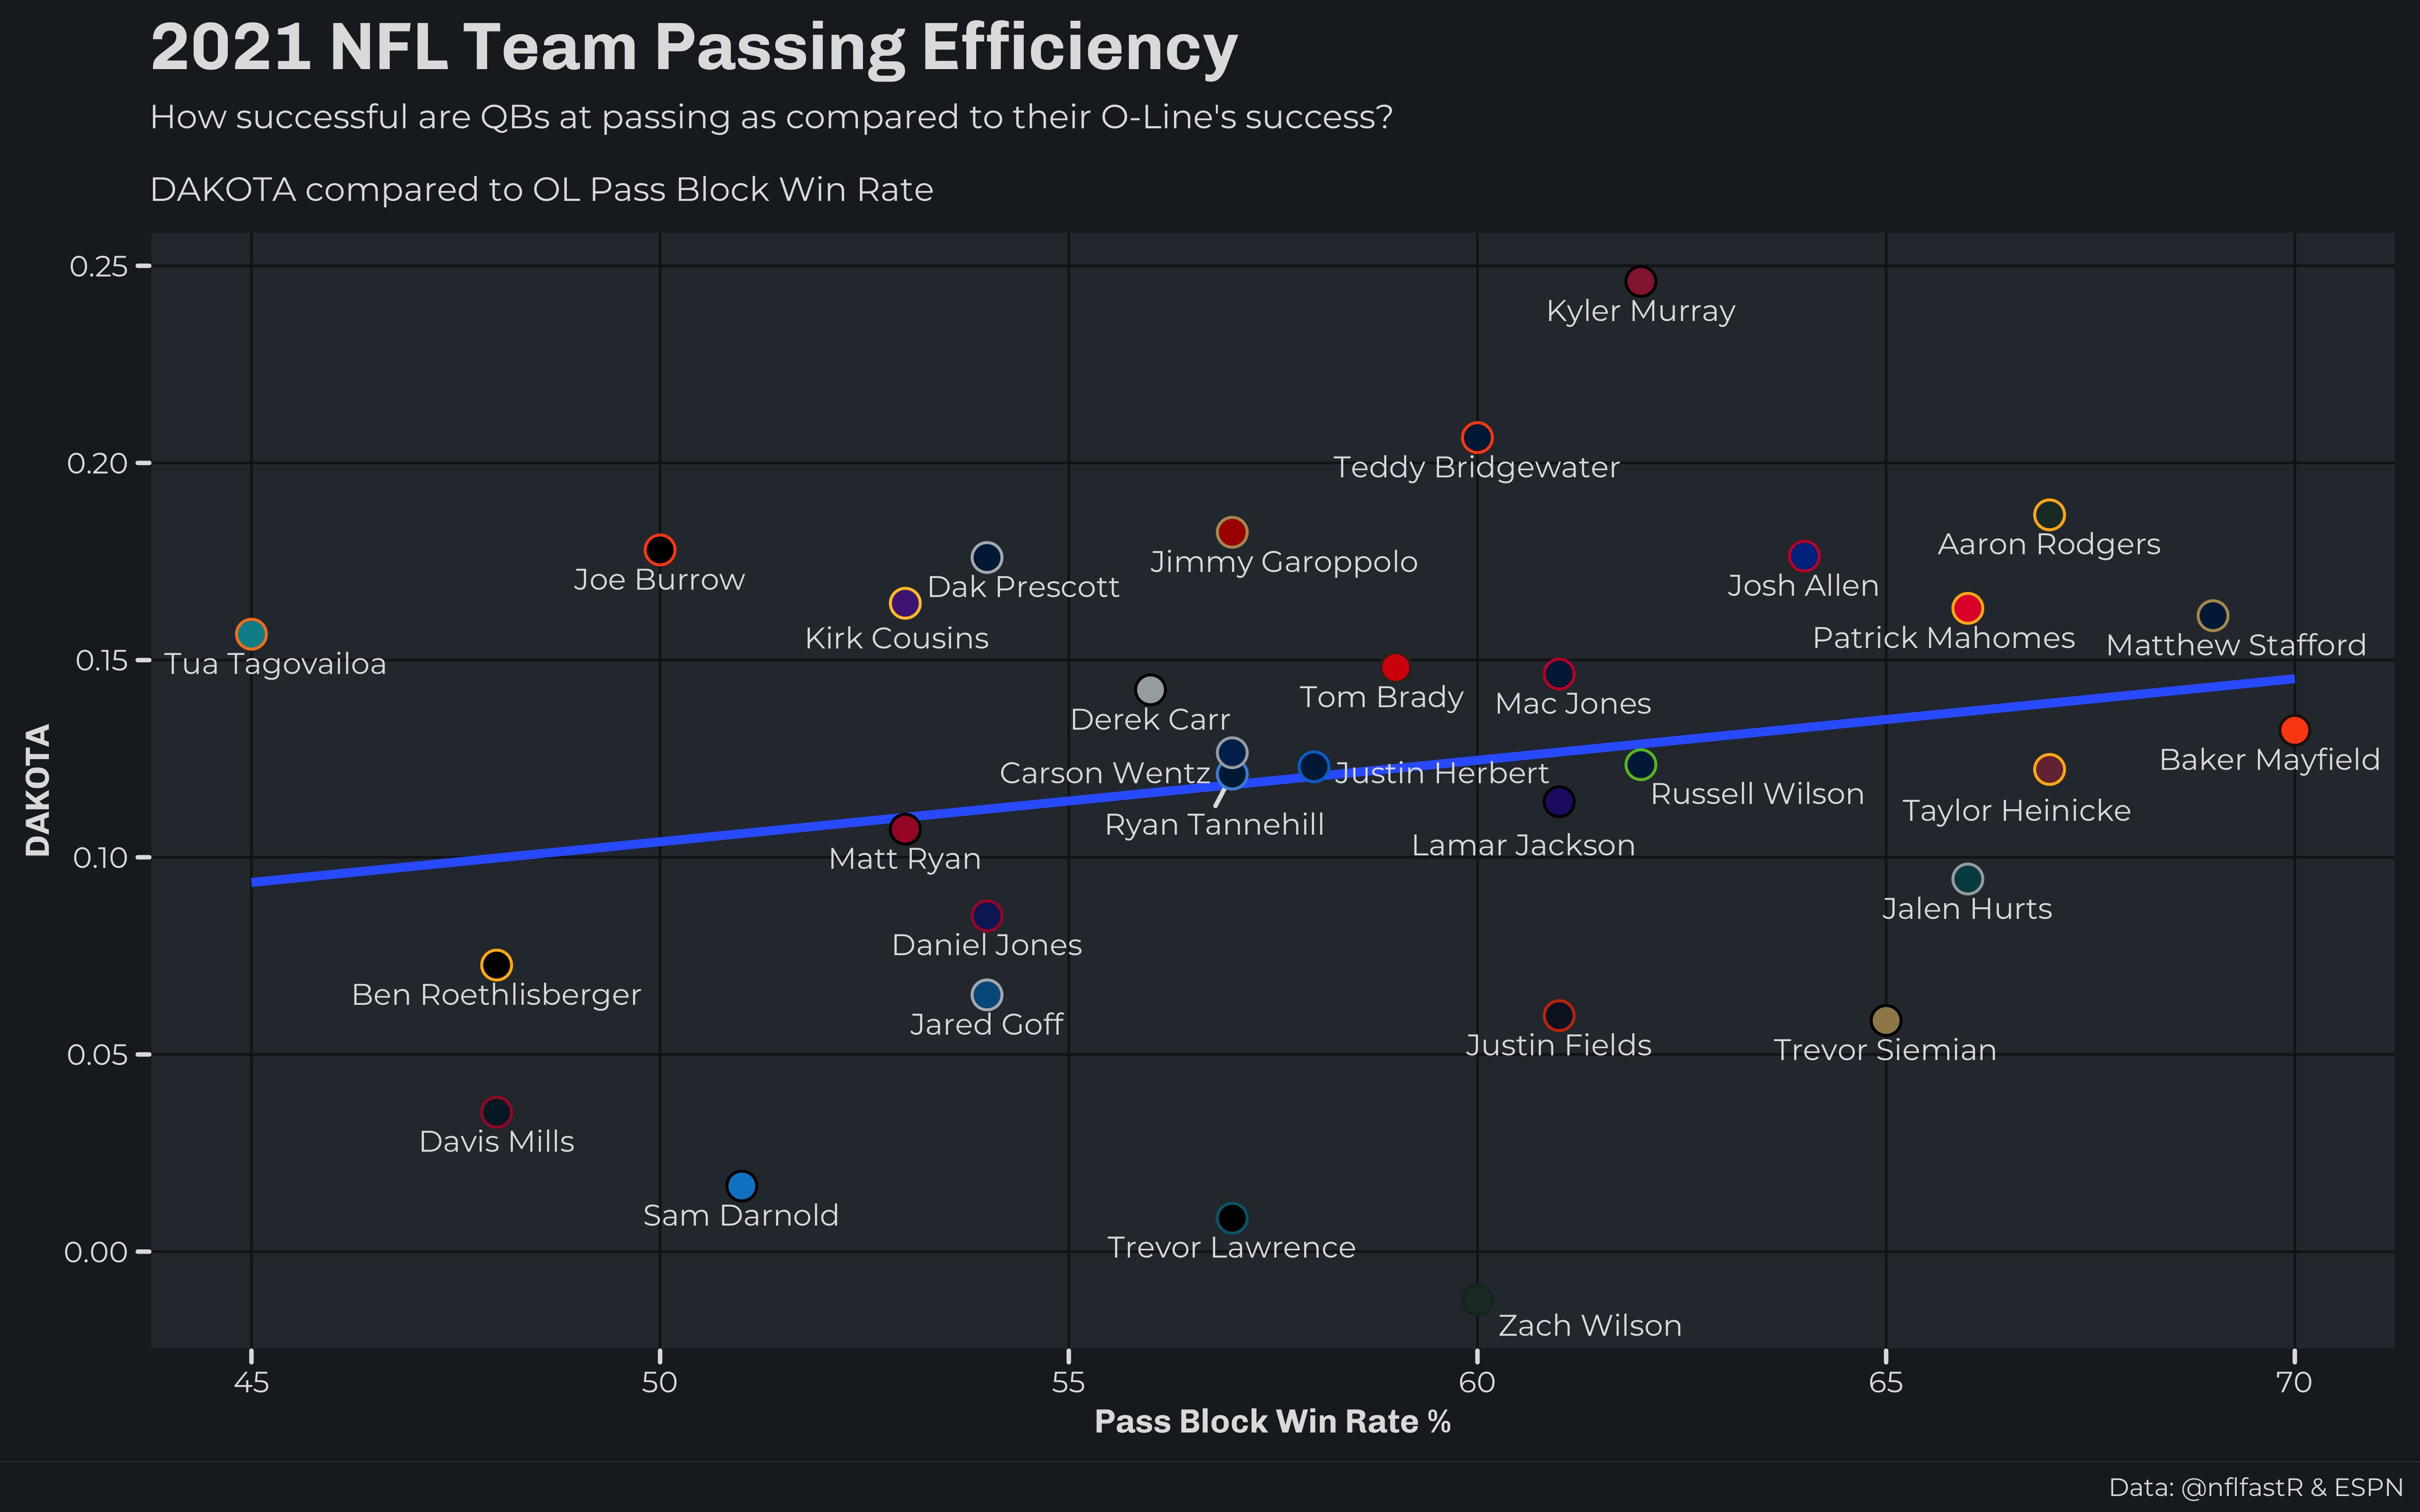 2021 NFL Team Passing Efficiency
How successful are QBs at passing as compared to their O-Line's success?
DAKOTA compared to OL Pass Block Win Rate
0.25
Kyler Murray
0.20
Teddy Bridgewater
Aaron Rodgers
Jimmy Garoppolo
Joe Burrow
Dak Prescott
Josh Allen
Kirk Cousins
Patrick Mahomes
Matthew Stafford
0.15
Tua Tagovailoa
Tom Brady
Mac Jones
Derek Carr
Baker Mayfield
Carson Wentz
Justin Herbert
Russell Wilson
Taylor Heinicke
Ryan Tannehill
Lamar Jackson
DAKOTA
0.10
Matt Ryan
Jalen Hurts
Daniel Jones
Ben Roethlisberger
Jared Goff
Justin Fields
Trevor Siemian
0.05
Davis Mills
Sam Darnold
Trevor Lawrence
0.00
Zach Wilson
45 50 55 60 65 70
Pass Block Win Rate %
Data: @nflfastR & ESPN